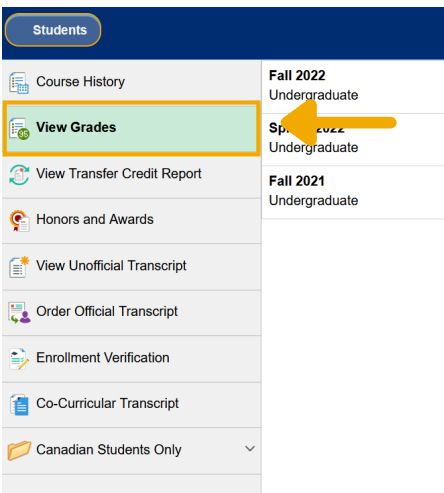 Students
Course History
View Grades
95
View Transfer Credit Report
Honors and Awards
View Unofficial Transcript
Order Official Transcript
Enrollment Verification
Co-Curricular Transcript
Canadian Students Only
Fall 2022
Undergraduate
2022
Undergraduate
Fall 2021
Undergraduate